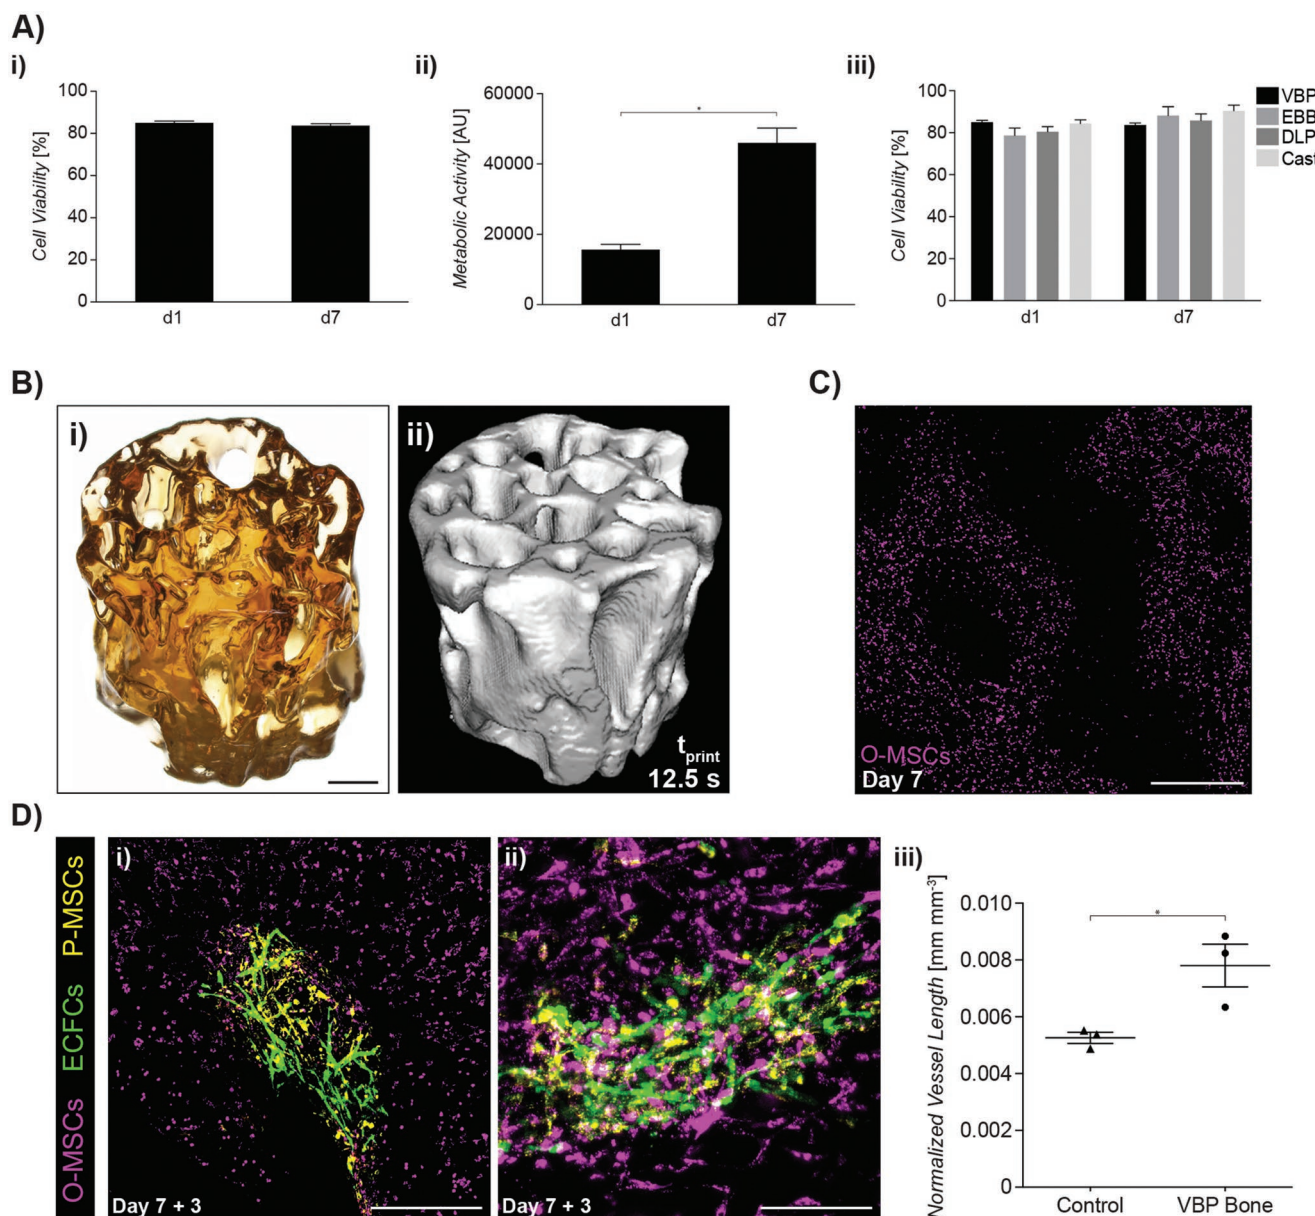 A)
i)
Cell Viability [%]
100
80
60
40
20
0
d1
d7
ii)
Metabolic Activity [AU]
60000
40000
20000
0
*
d1
d7
iii)
Cell Viability [%]
100
80
60
40
20
0
d1
d7
VBP
EBB
DLP
Cast
B)
i)
ii)
t print
12.5 s
C)
O-MSCs
Day 7
D)
O-MSCs ECFCs P-MSCs
i)
Day 7 + 3
ii)
Day 7 + 3
iii)
Normalized Vessel Length [mm mm-3]
0.010
0.008
0.006
0.004
0.002
0
*
Control
VBP Bone